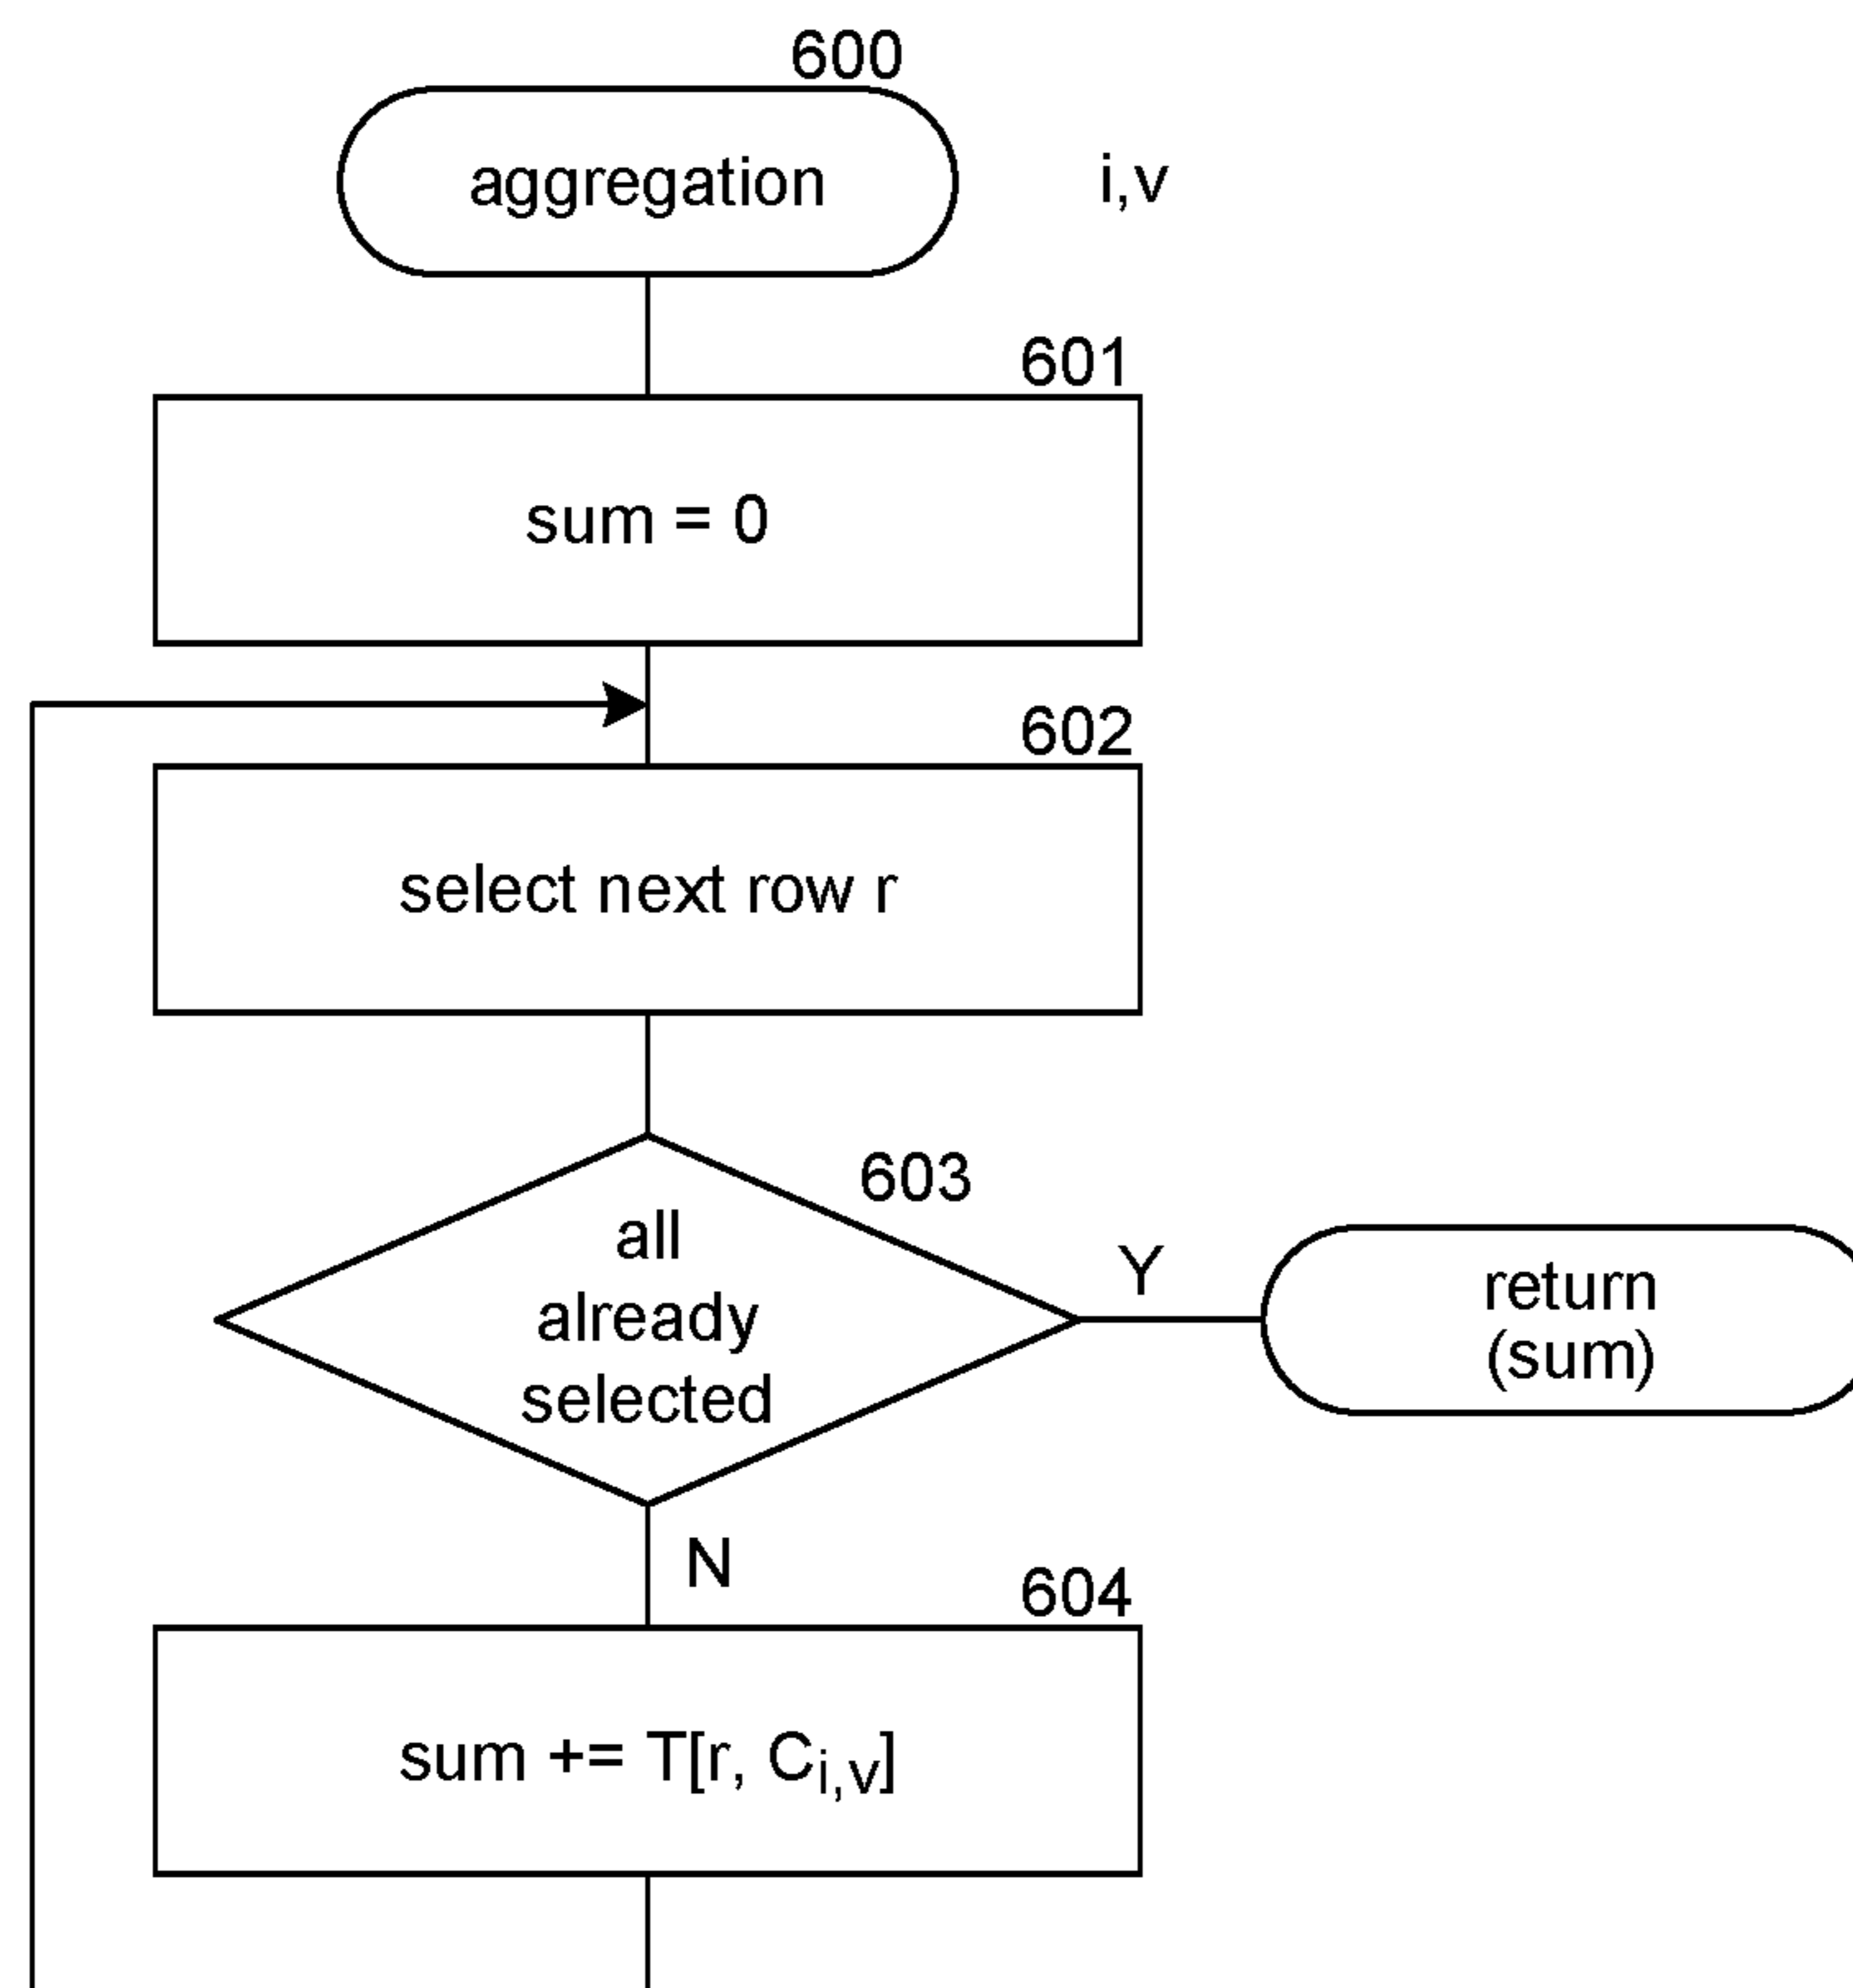 600
aggregation
i,v
601
sum = 0
602
select next row r
603
all
already
selected
Y
return
(sum)
N
604
sum += T[r, Ci,v]